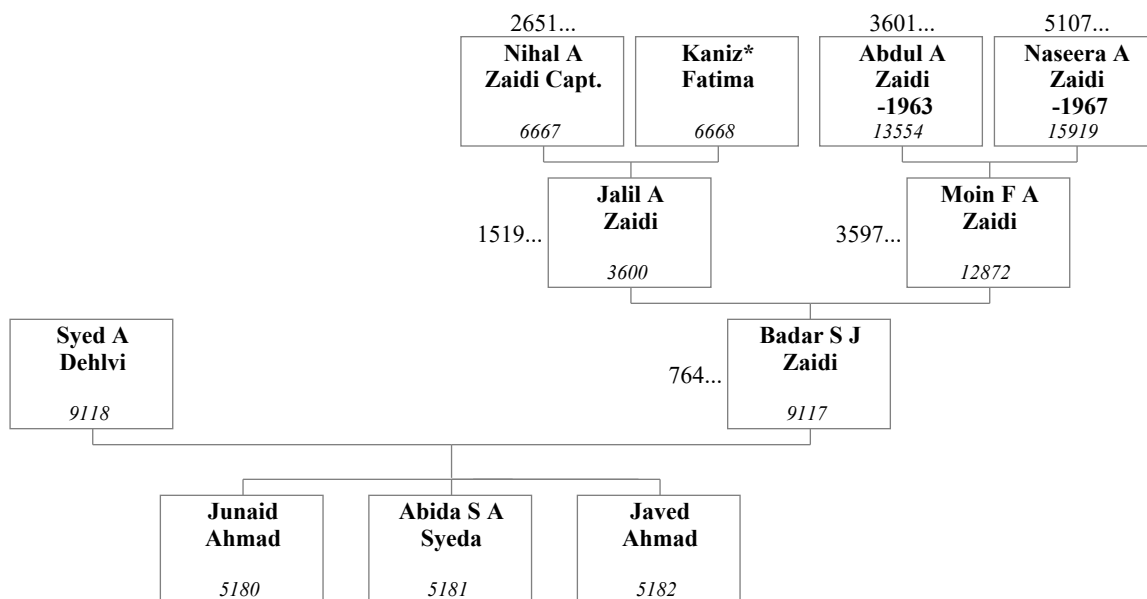 2651...
3601...
5107...
Nihal A
Zaidi Capt.
6667
Kaniz*
Fatima
6668
Abdul A
Zaidi
-1963
13554
Naseera A
Zaidi
-1967
15919
1519...
Jalil A
Zaidi
3600
3597...
Moin F A
Zaidi
12872
Syed A
Dehlvi
9118
764...
Badar S J
Zaidi
9117
Junaid
Ahmad
5180
Abida S A
Syeda
5181
Javed
Ahmad
5182